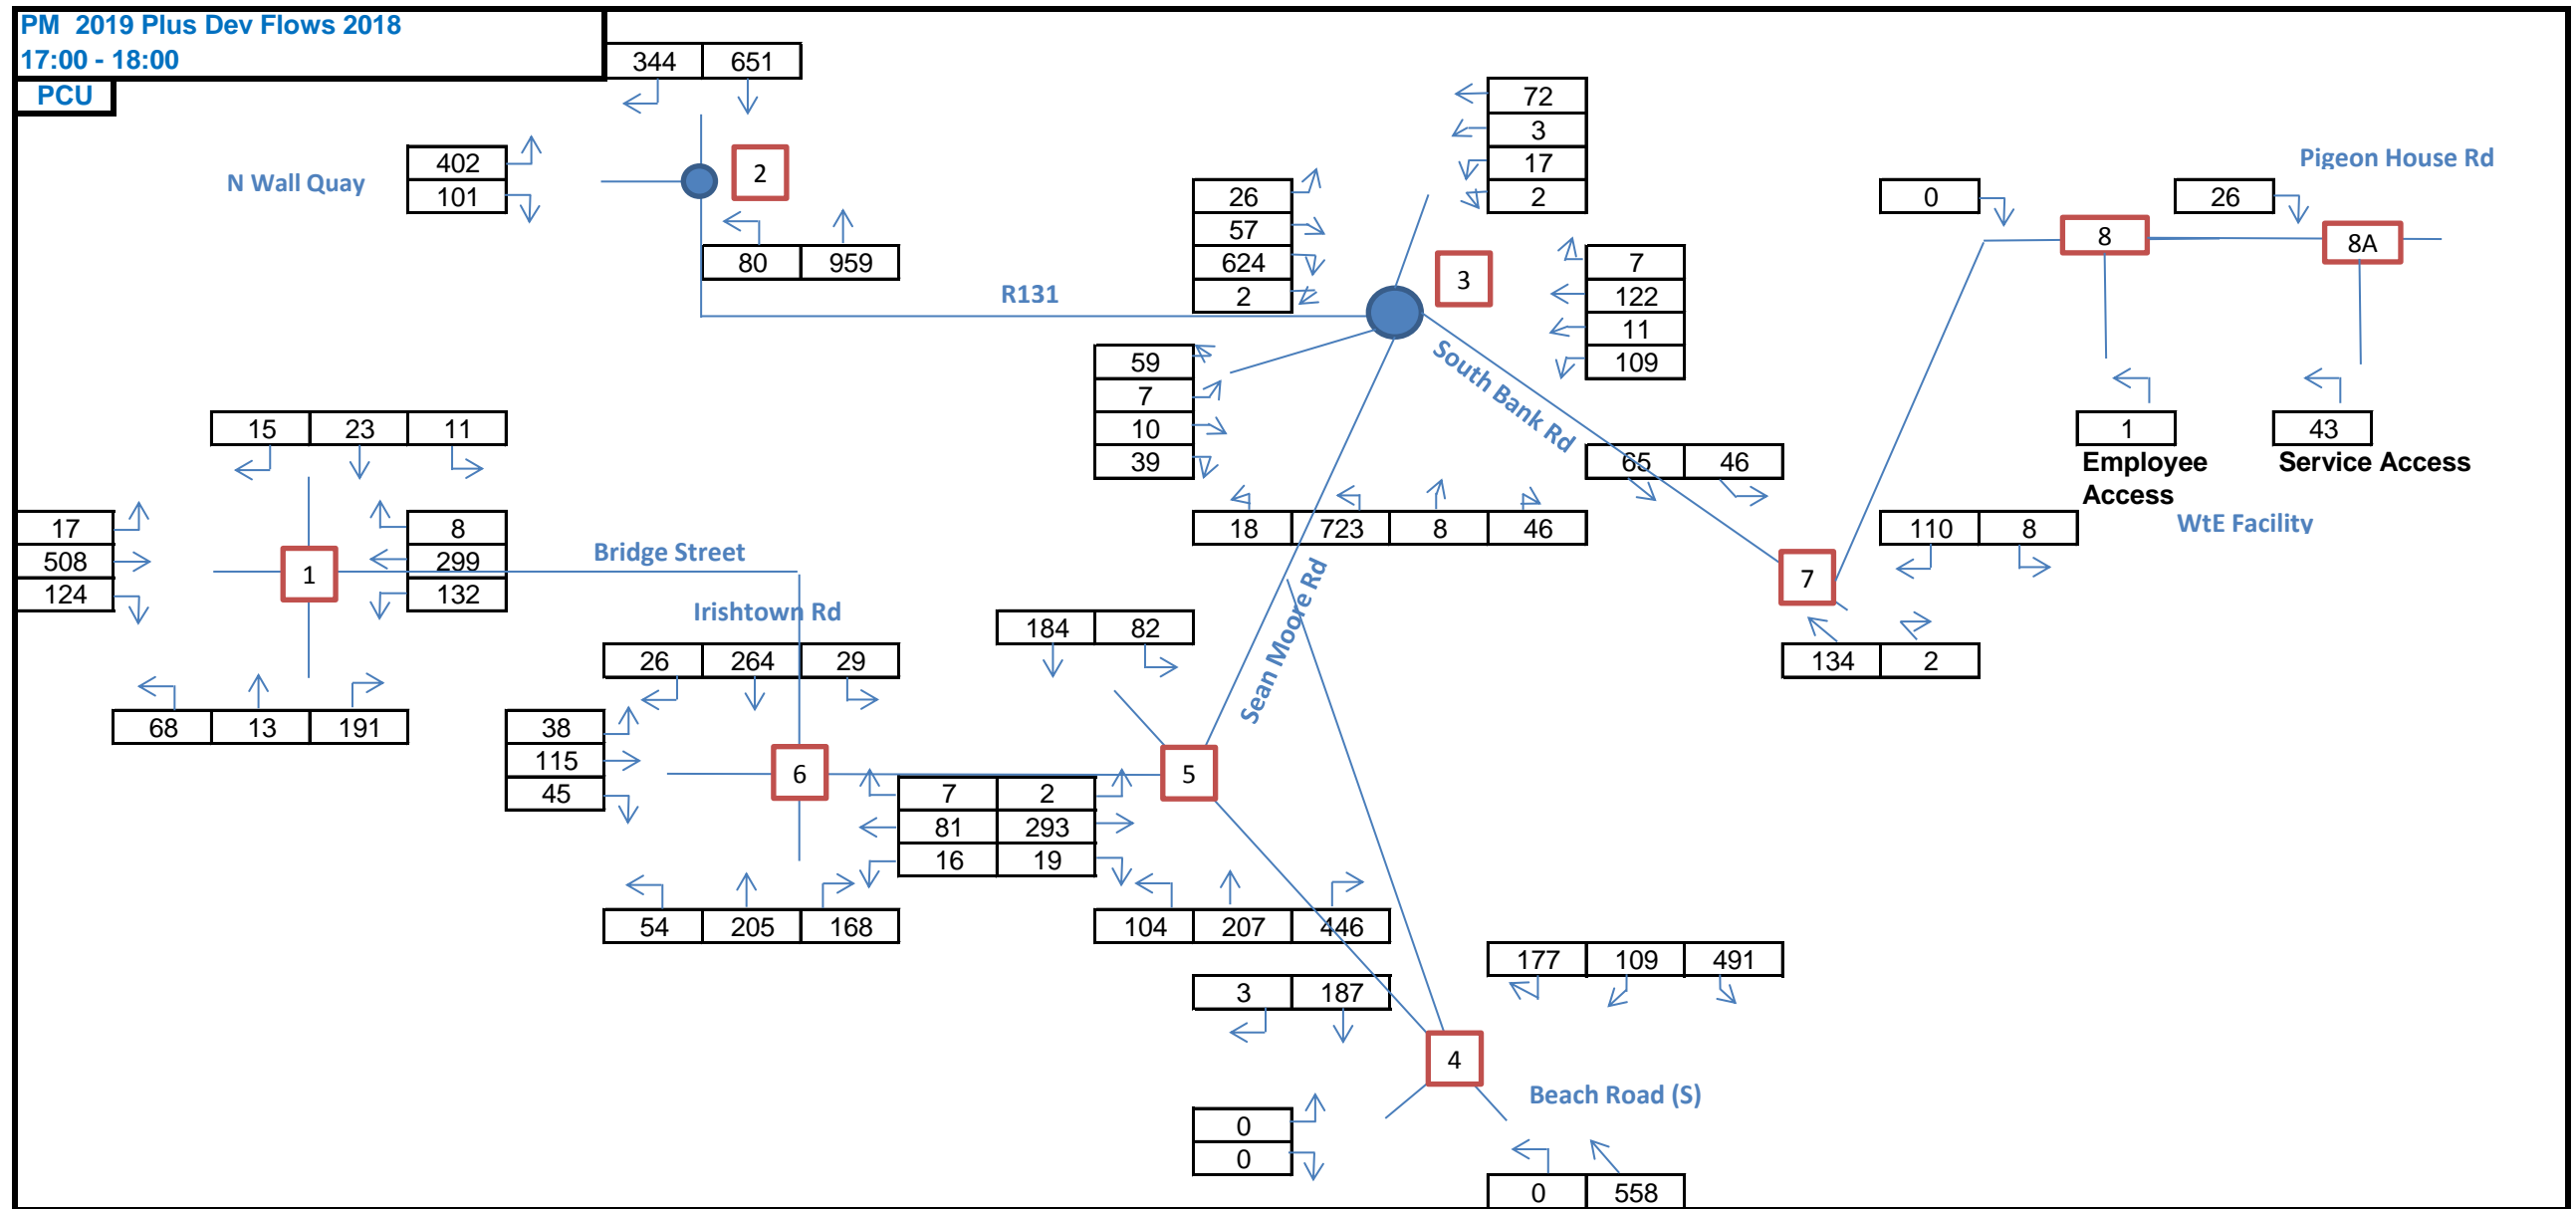 PM 2019 Plus Dev Flows 2018
17:00 - 18:00
PCU
344 651
72
3
17
2
N Wall Quay
402
101
2
80 959
26
57
624
2
3
7
122
11
109
R131
0
26
Pigeon House Rd
8
8A
59
7
10
39
South Bank Rd
65 46
1
Employee
Access
43
Service Access
WtE Facility
15 23 11
17
508
124
1
8
299
132
Bridge Street
68 13 191
18 723 8 46
110 8
7
134 2
Irishtown Rd
26 264 29
184 82
Sean Moore Rd
38
115
45
6
5
7 2
81 293
16 19
54 205 168
104 207 446
177 109 491
3 187
4
Beach Road (S)
0
0
0 558